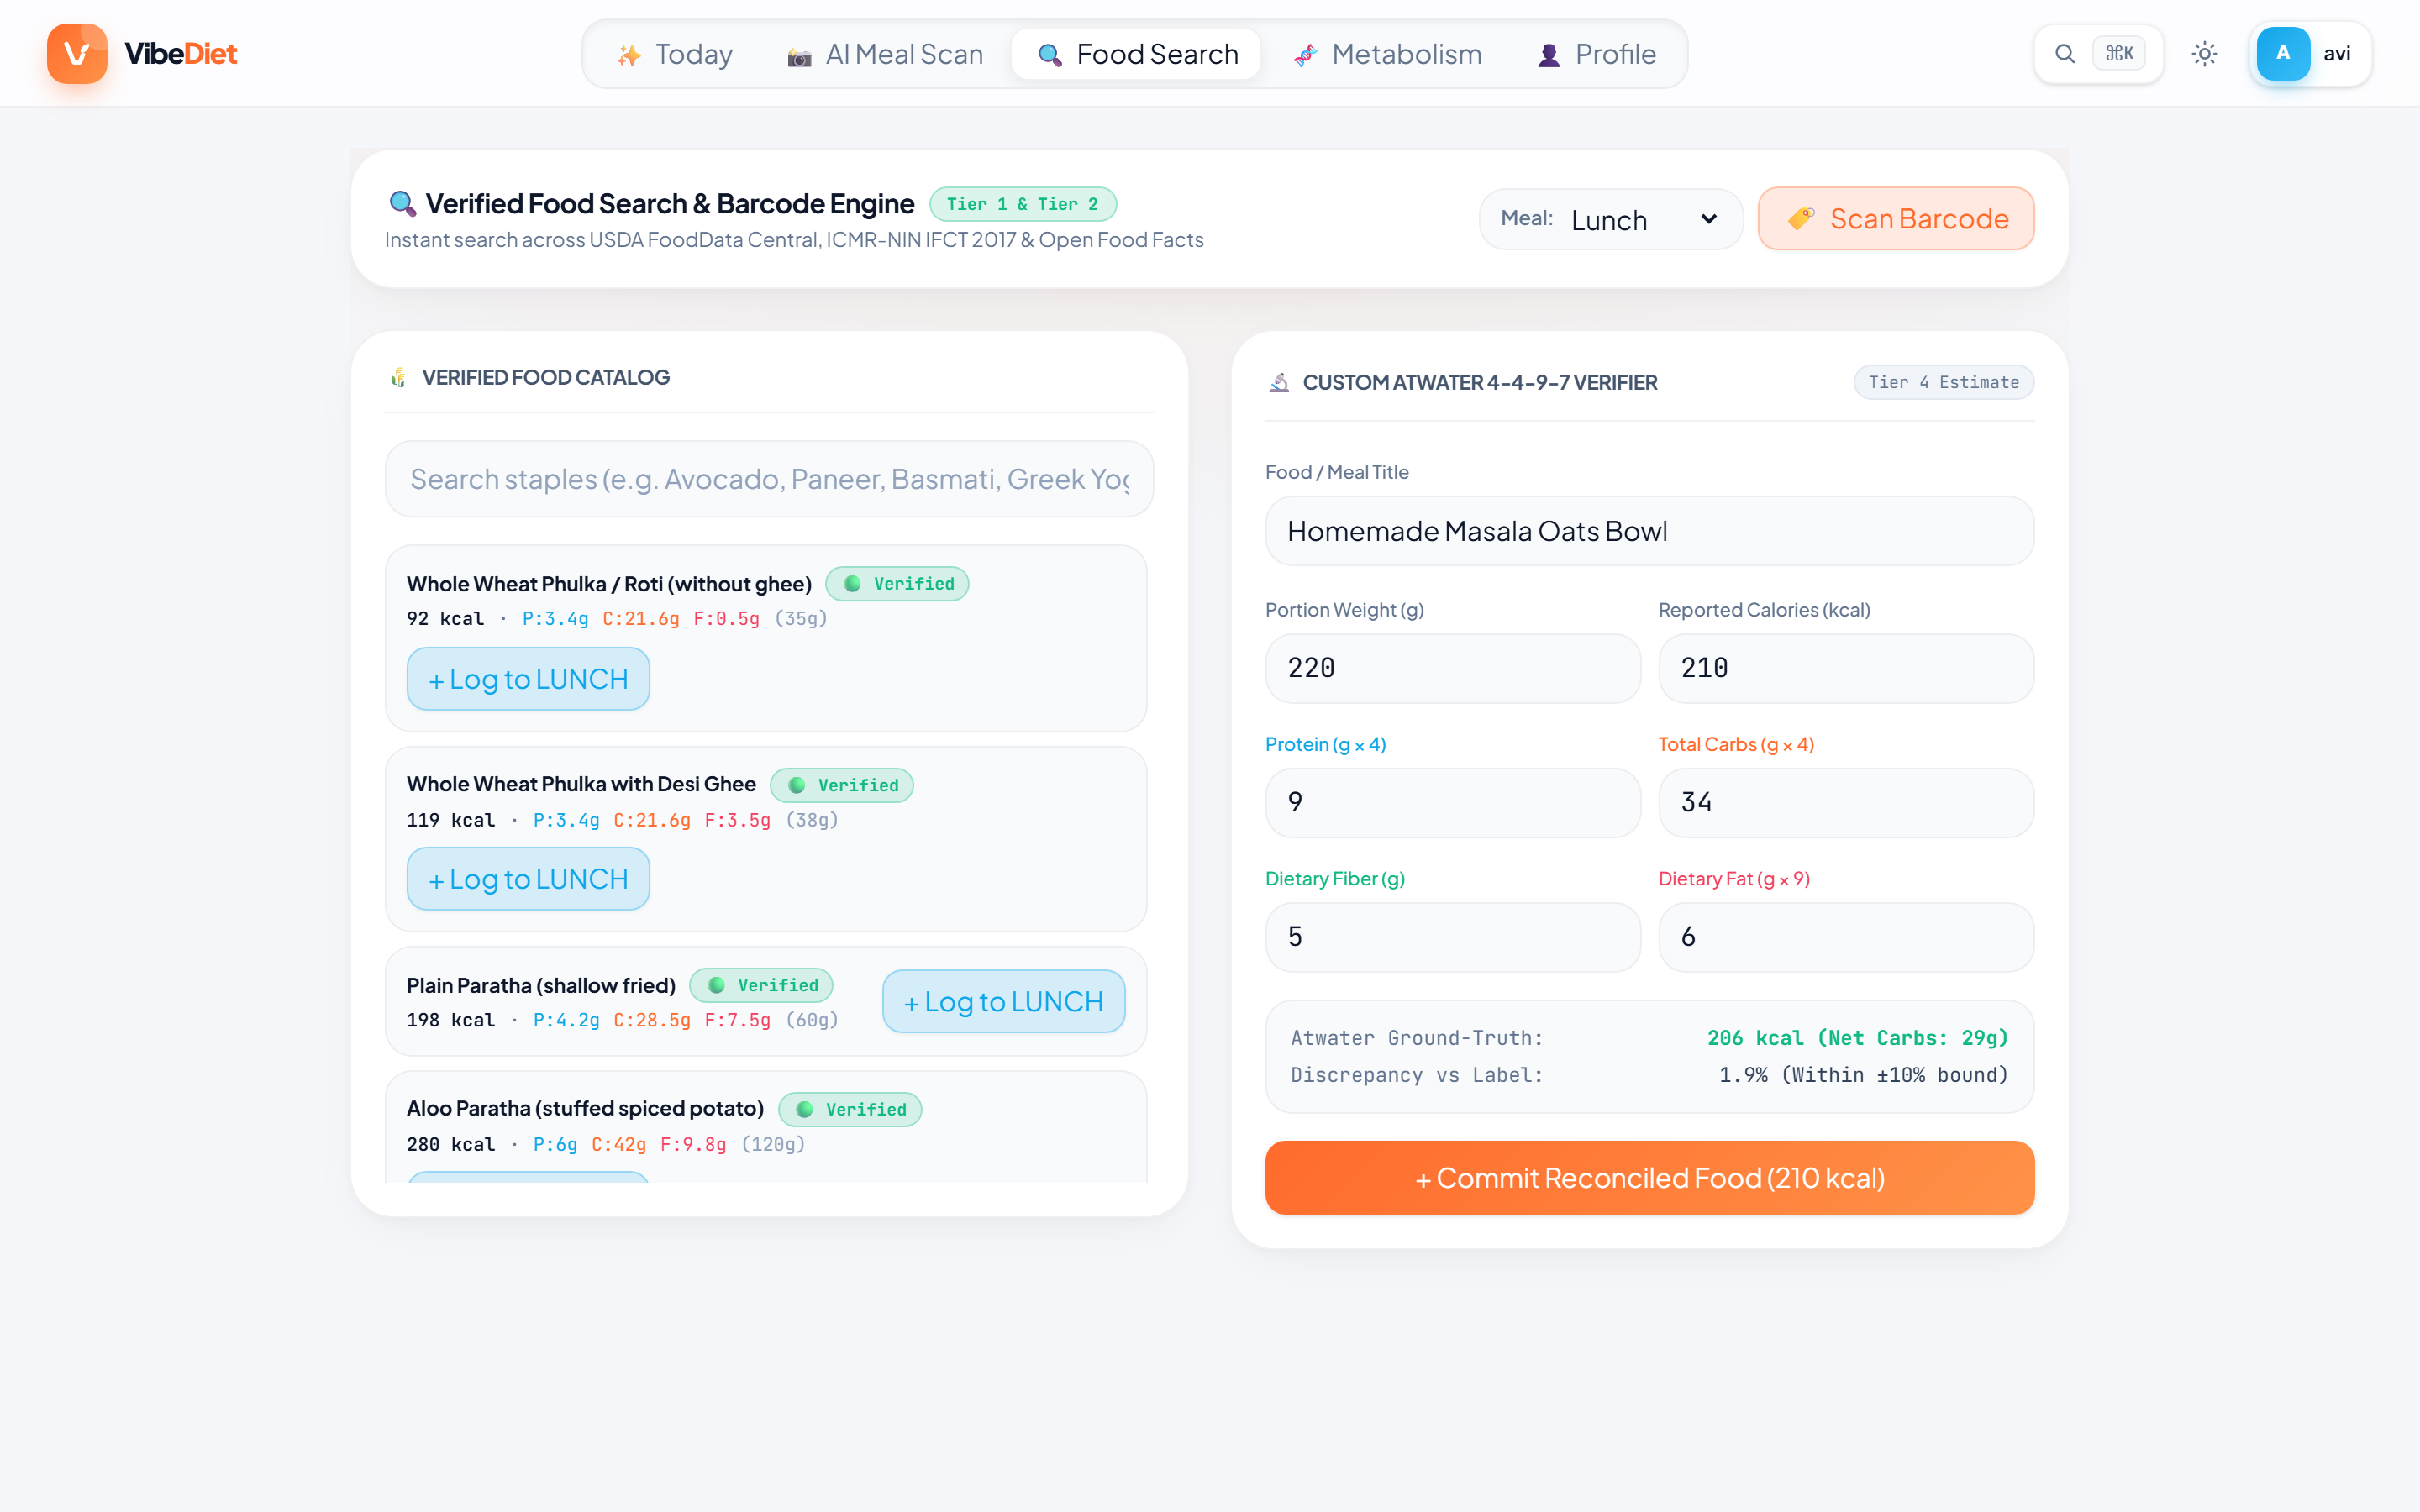 VibeDiet
Today
AI Meal Scan
Food Search
Metabolism
Profile
⌘K
A
avi
Verified Food Search & Barcode Engine
Tier 1 & Tier 2
Instant search across USDA FoodData Central, ICMR-NIN IFCT 2017 & Open Food Facts
Meal: Lunch
Scan Barcode
VERIFIED FOOD CATALOG
Search staples (e.g. Avocado, Paneer, Basmati, Greek Yog
Whole Wheat Phulka / Roti (without ghee) Verified
92 kcal · P:3.4g C:21.6g F:0.5g (35g)
+ Log to LUNCH
Whole Wheat Phulka with Desi Ghee Verified
119 kcal · P:3.4g C:21.6g F:3.5g (38g)
+ Log to LUNCH
Plain Paratha (shallow fried) Verified
198 kcal · P:4.2g C:28.5g F:7.5g (60g)
+ Log to LUNCH
Aloo Paratha (stuffed spiced potato) Verified
280 kcal · P:6g C:42g F:9.8g (120g)
CUSTOM ATWATER 4-4-9-7 VERIFIER
Tier 4 Estimate
Food / Meal Title
Homemade Masala Oats Bowl
Portion Weight (g)
220
Reported Calories (kcal)
210
Protein (g × 4)
9
Total Carbs (g × 4)
34
Dietary Fiber (g)
5
Dietary Fat (g × 9)
6
Atwater Ground-Truth: 206 kcal (Net Carbs: 29g)
Discrepancy vs Label: 1.9% (Within ±10% bound)
+ Commit Reconciled Food (210 kcal)